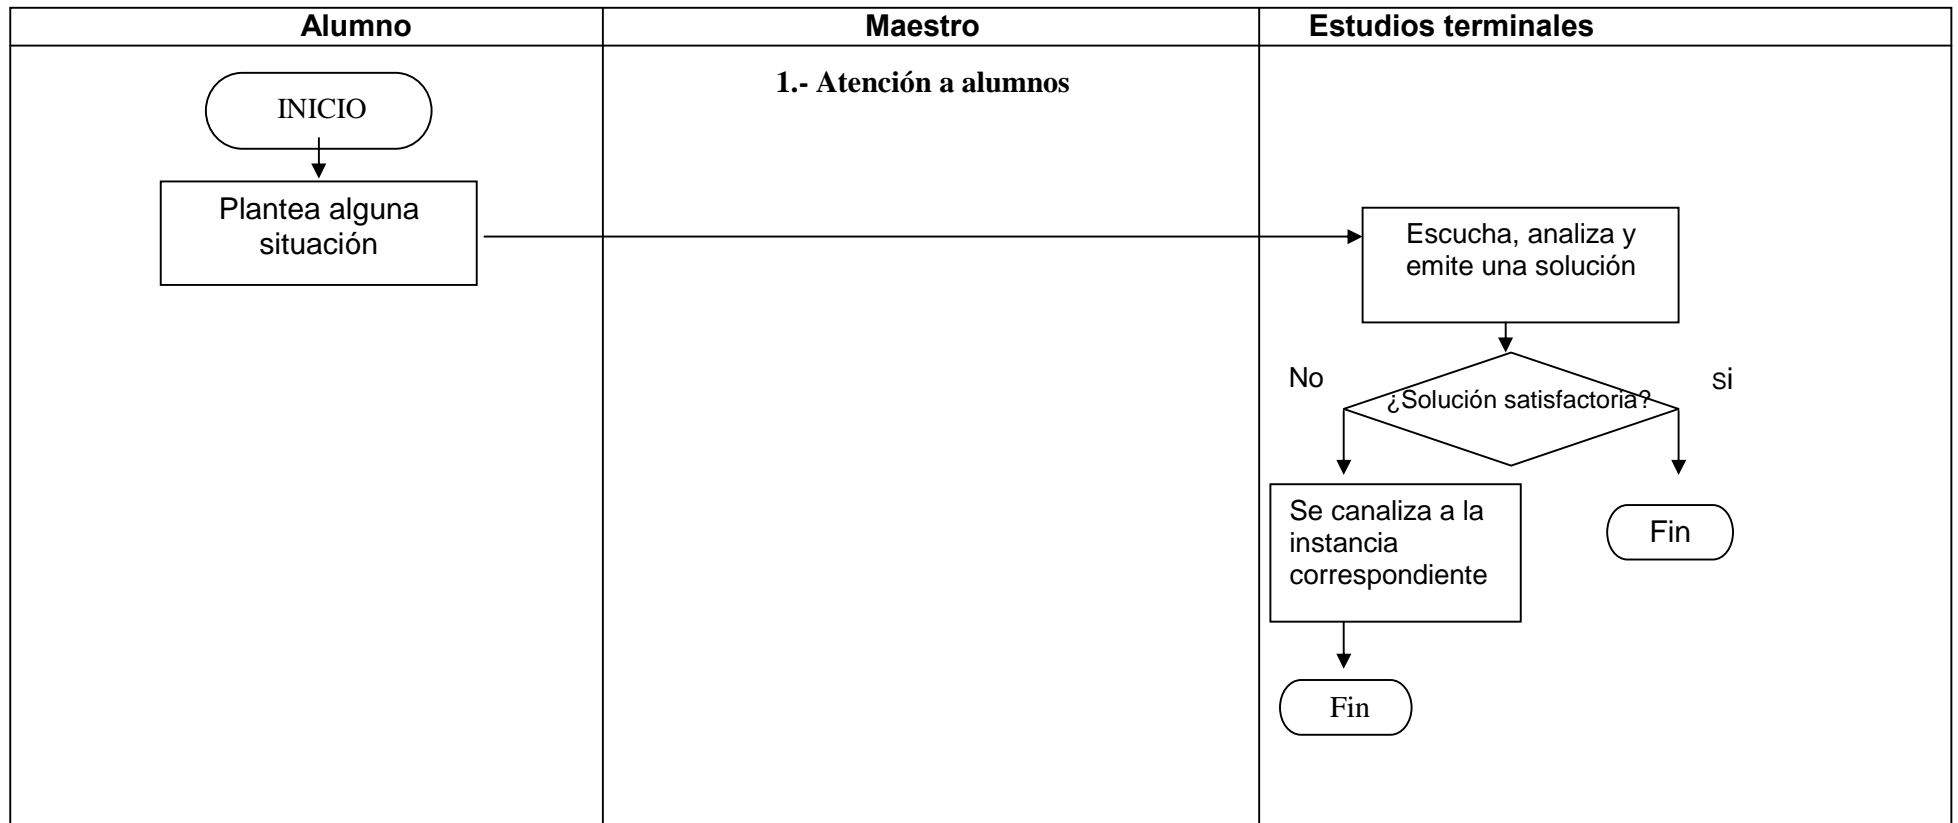 Alumno
Maestro
Estudios terminales
1.- Atención a alumnos
INICIO
Plantea alguna
situación
Escucha, analiza y
emite una solución
No
si
¿Solución satisfactoria?
Se canaliza a la
instancia
correspondiente
Fin
Fin